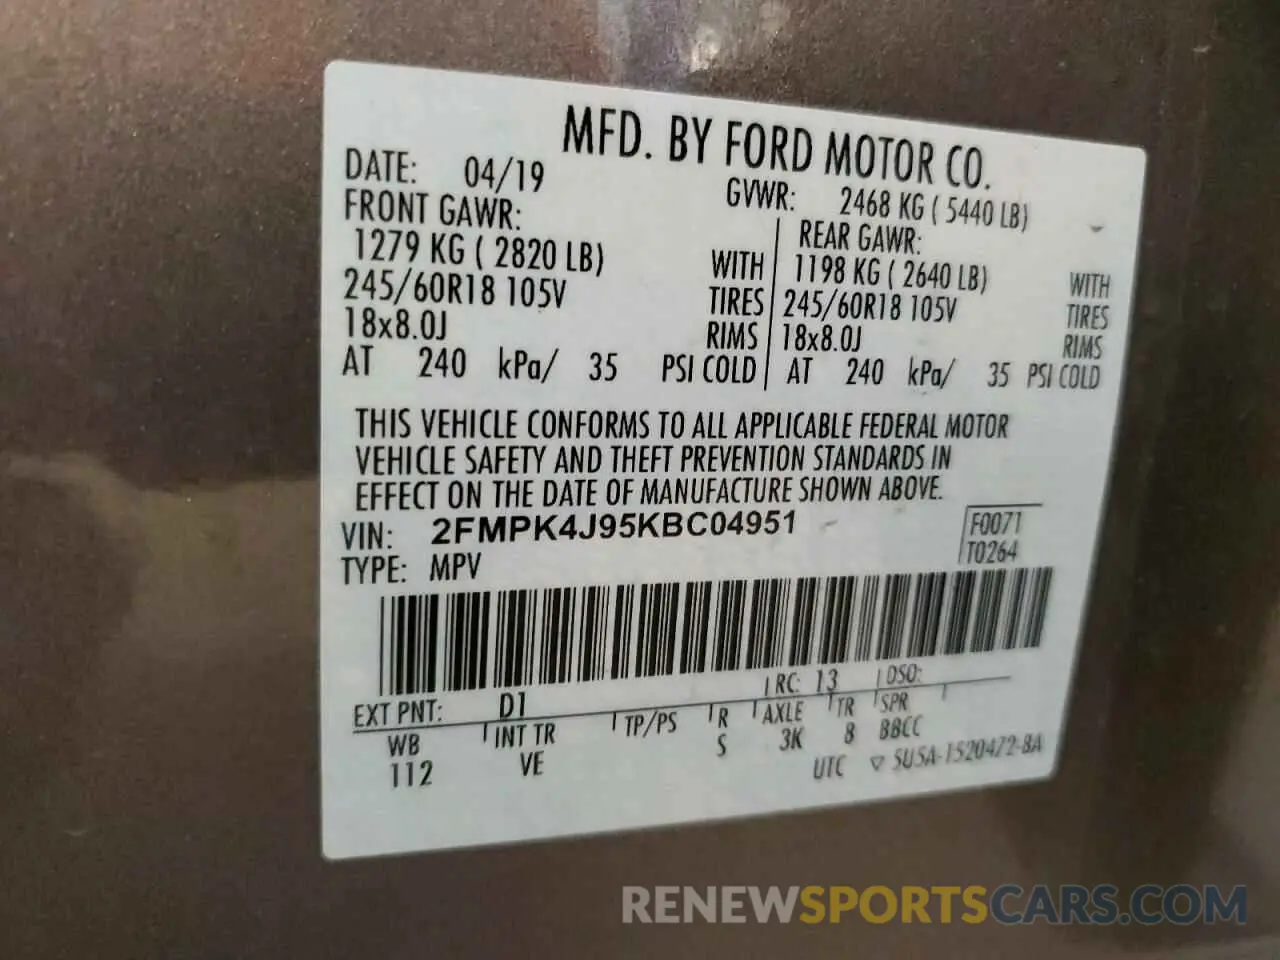 MFD. BY FORD MOTOR CO.
DATE: 04/19 GVWR: 2468 KG ( 5440 LB)
FRONT GAWR: REAR GAWR:
1279 KG ( 2820 LB) WITH 1198 KG ( 2640 LB) WITH
245/60R18 105V TIRES 245/60R18 105V TIRES
18x8.0J RIMS 18x8.0J RIMS
AT 240 kPa/ 35 PSI COLD AT 240 kPa/ 35 PSI COLD
THIS VEHICLE CONFORMS TO ALL APPLICABLE FEDERAL MOTOR
VEHICLE SAFETY AND THEFT PREVENTION STANDARDS IN
EFFECT ON THE DATE OF MANUFACTURE SHOWN ABOVE.
VIN: 2FMPK4J95KBC04951 F0071
TYPE: MPV T0264
EXT PNT: D1 RC: 13 DSO:
WB INT TR TP/PS R AXLE TR SPR
112 VE S 3K 8 BBCC
UTC ▽ 5U5A-1520472-BA
RENEWSPORTSCARS.COM